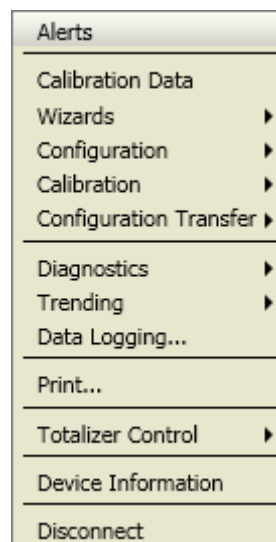 Alerts
Calibration Data
Wizards
Configuration
Calibration
Configuration Transfer
Diagnostics
Trending
Data Logging...
Print...
Totalizer Control
Device Information
Disconnect